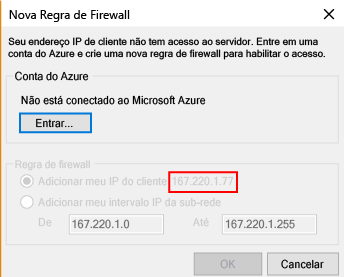 Nova Regra de Firewall
Seu endereço IP de cliente não tem acesso ao servidor. Entre em uma
conta do Azure e crie uma nova regra de firewall para habilitar o acesso.
Conta do Azure
Não está conectado ao Microsoft Azure
Entrar...
Regra de firewall
Adicionar meu IP do cliente 167.220.1.77
Adicionar meu intervalo IP da sub-rede
De 167.220.1.0 Até 167.220.1.255
OK Cancelar